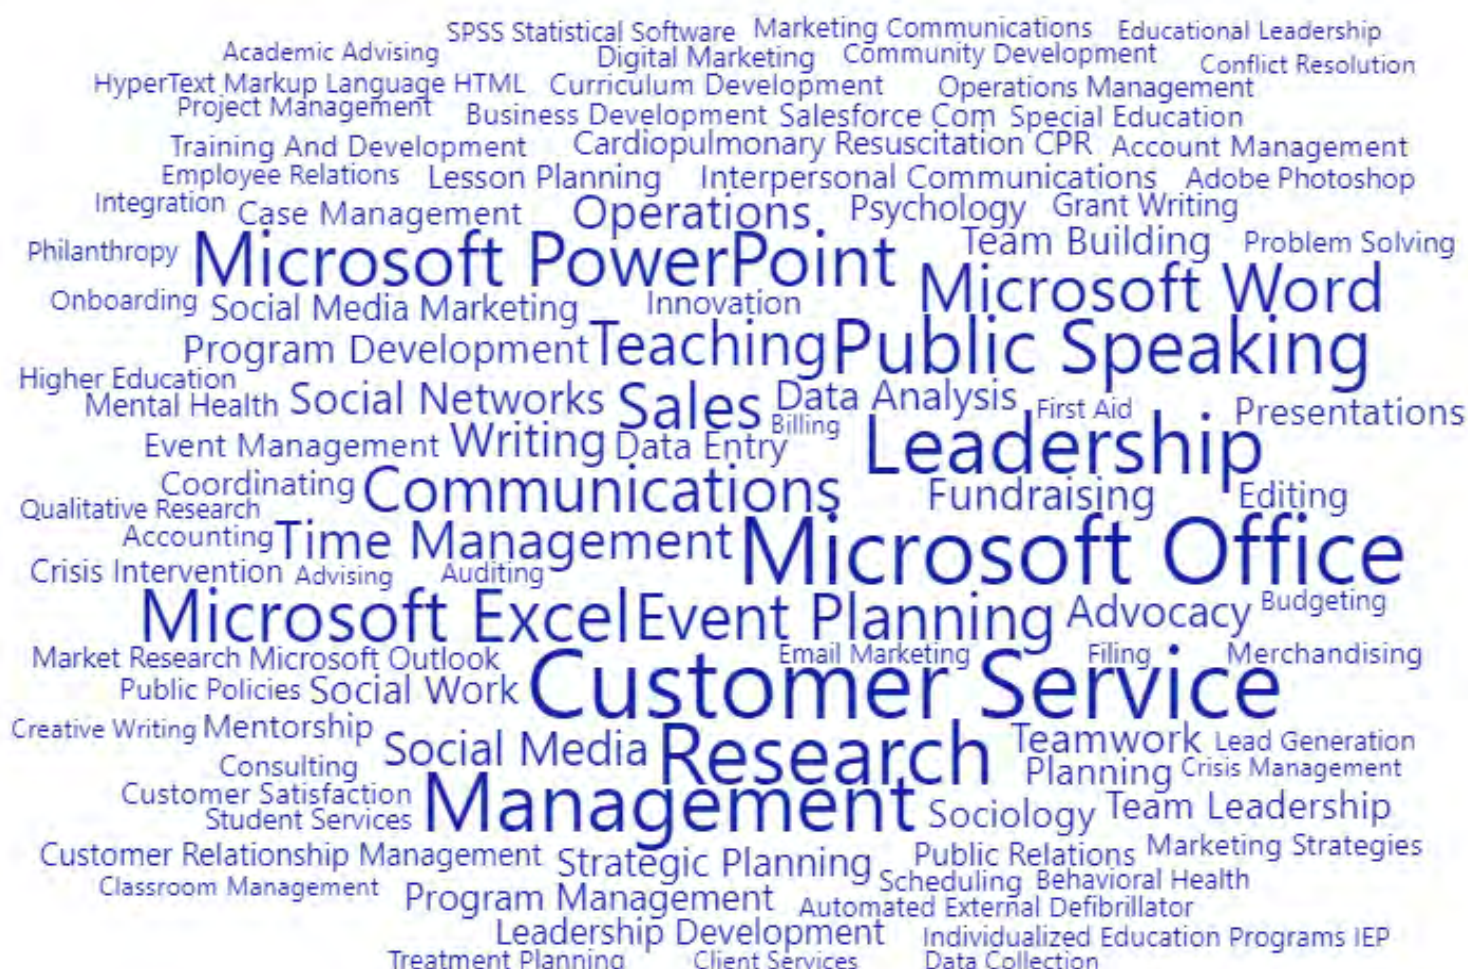 SPSS Statistical Software Marketing Communications Educational Leadership
Academic Advising Digital Marketing Community Development Conflict Resolution
HyperText Markup Language HTML Curriculum Development Operations Management
Project Management Business Development Salesforce Com Special Education
Training And Development Cardiopulmonary Resuscitation CPR Account Management
Employee Relations Lesson Planning Interpersonal Communications Adobe Photoshop
Integration Case Management Operations Psychology Grant Writing
Philanthropy Microsoft PowerPoint Team Building Problem Solving
Onboarding Social Media Marketing Innovation Microsoft Word
Program Development Teaching Public Speaking
Higher Education
Mental Health Social Networks Sales Data Analysis First Aid Presentations
Billing
Event Management Writing Data Entry Leadership
Coordinating Communications Fundraising Editing
Qualitative Research
Accounting Time Management Microsoft Office
Crisis Intervention Advising Auditing
Microsoft Excel Event Planning Advocacy Budgeting
Market Research Microsoft Outlook Email Marketing Filing Merchandising
Public Policies Social Work Customer Service
Creative Writing Mentorship Social Media Research Teamwork Lead Generation
Consulting Planning Crisis Management
Customer Satisfaction Management Sociology Team Leadership
Student Services
Customer Relationship Management Strategic Planning Public Relations Marketing Strategies
Classroom Management Program Management Scheduling Behavioral Health
Automated External Defibrillator
Leadership Development Individualized Education Programs IEP
Treatment Planning Client Services Data Collection